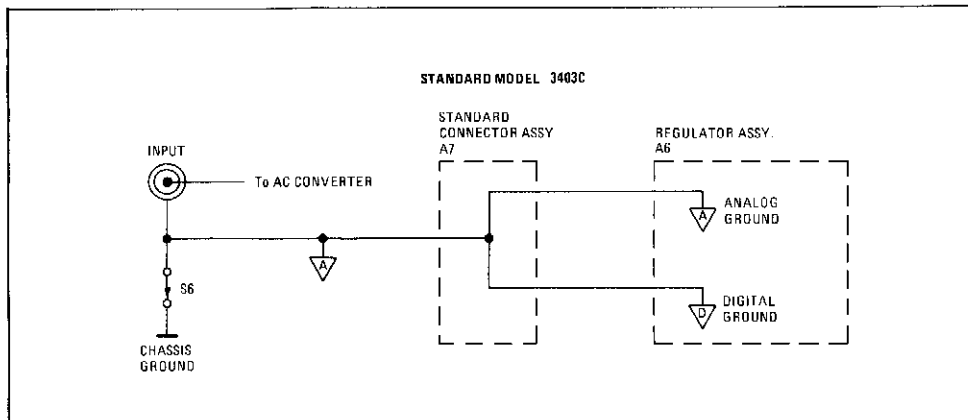 STANDARD MODEL 3403C
STANDARD
CONNECTOR ASSY
A7
REGULATOR ASSY.
A6
INPUT
To AC CONVERTER
A
ANALOG
GROUND
A
S6
D
DIGITAL
GROUND
CHASSIS
GROUND